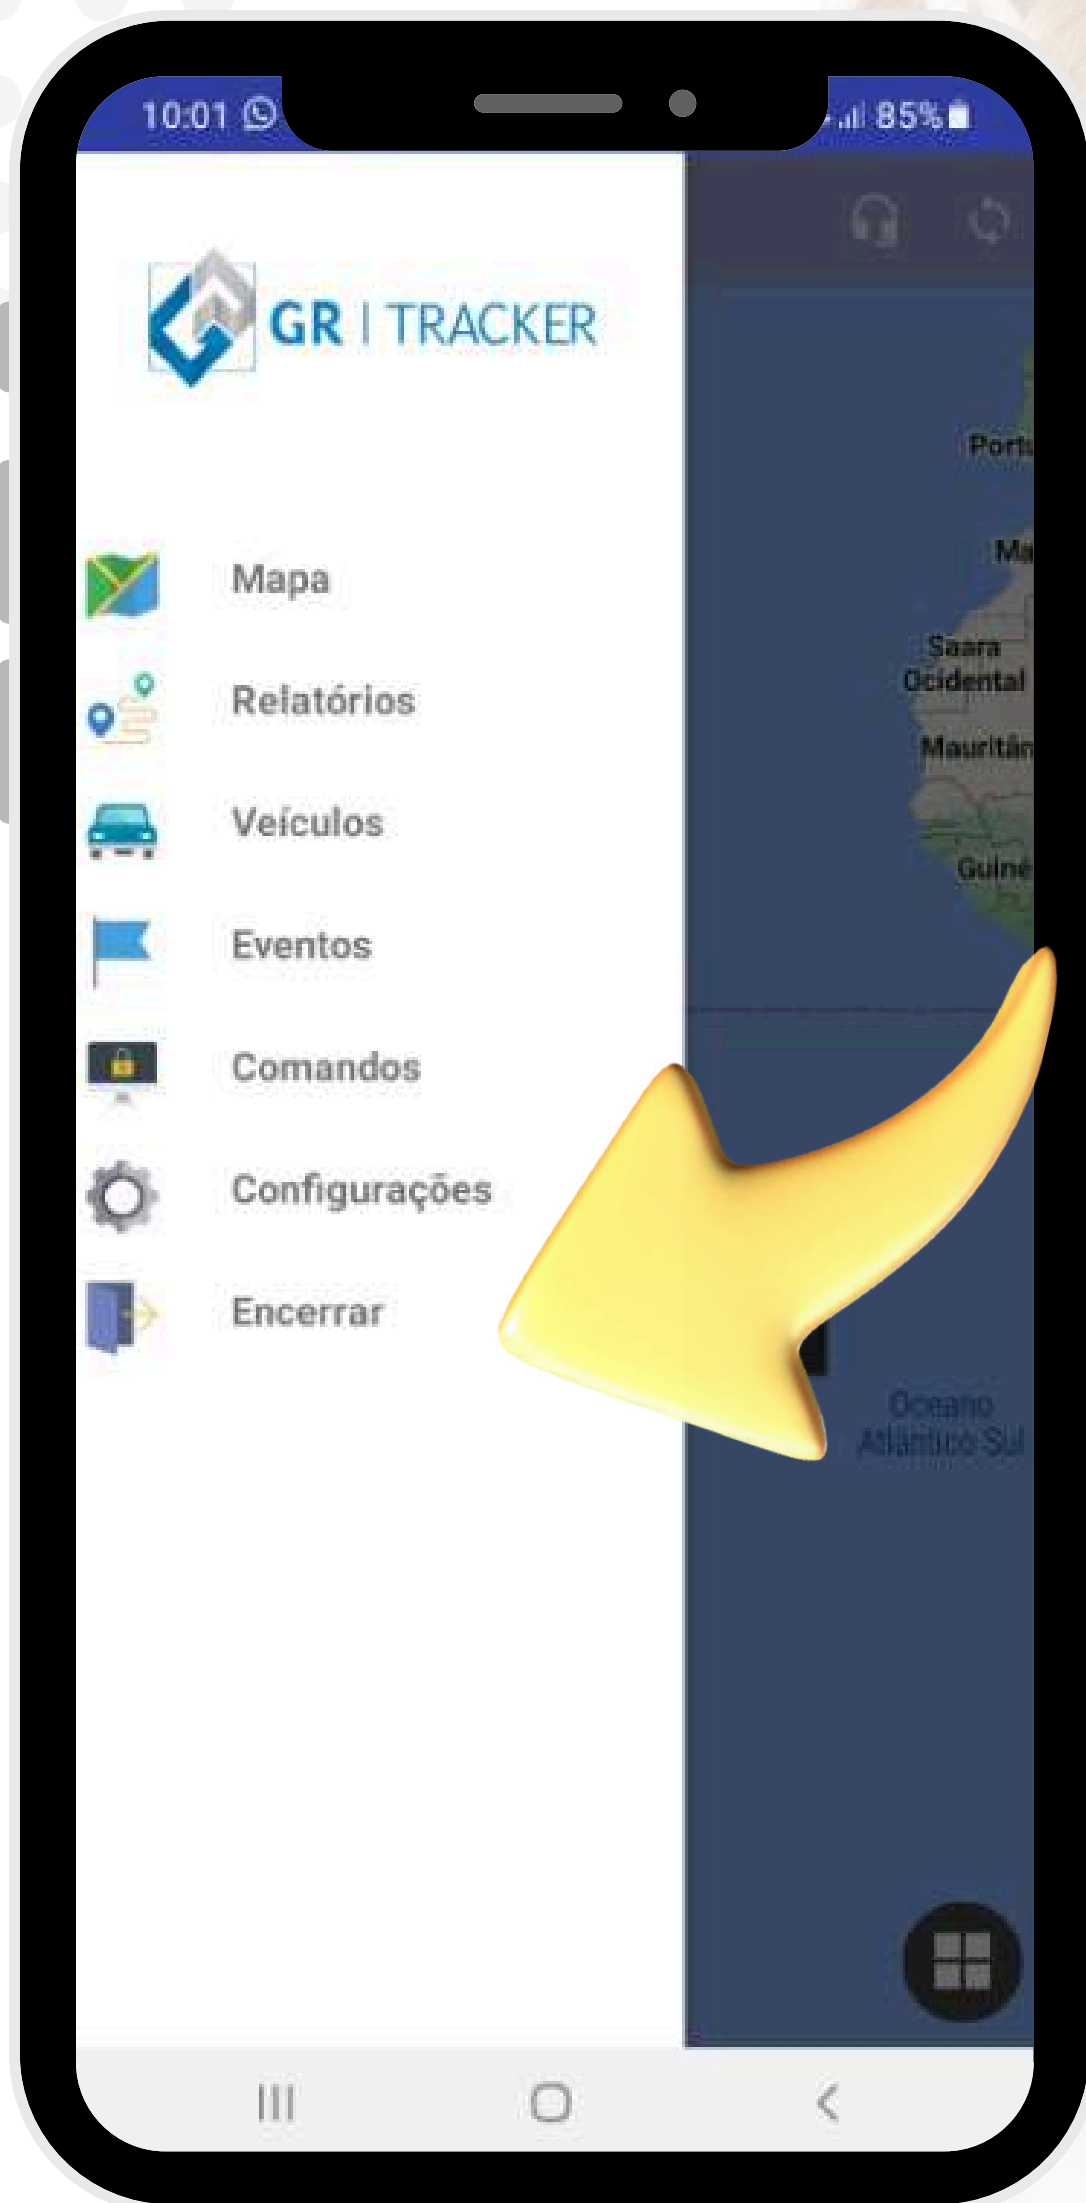 10:01
85%
GR | TRACKER
Mapa
Relatórios
Veículos
Eventos
Comandos
Configurações
Encerrar
Saara
Ocidental
Oceano
Atlântico Sul